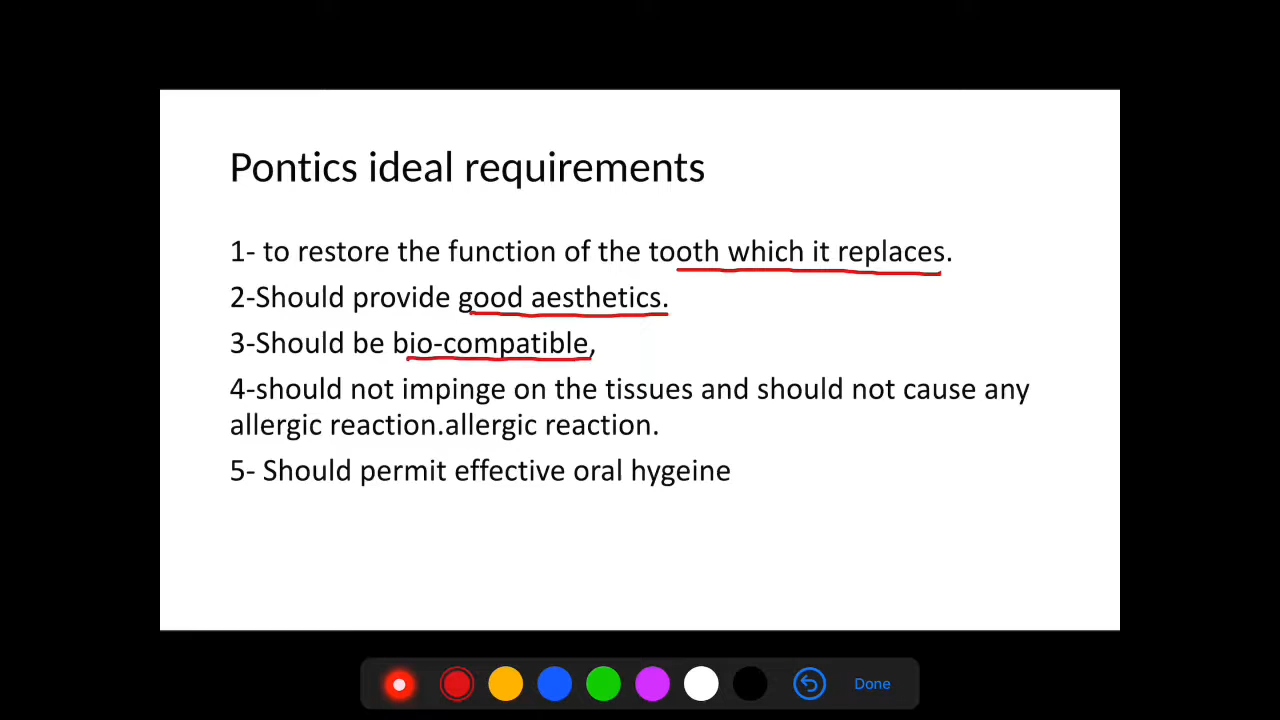 Pontics ideal requirements
1- to restore the function of the tooth which it replaces.
2-Should provide good aesthetics.
3-Should be bio-compatible,
4-should not impinge on the tissues and should not cause any
allergic reaction.allergic reaction.
5- Should permit effective oral hygeine
Done